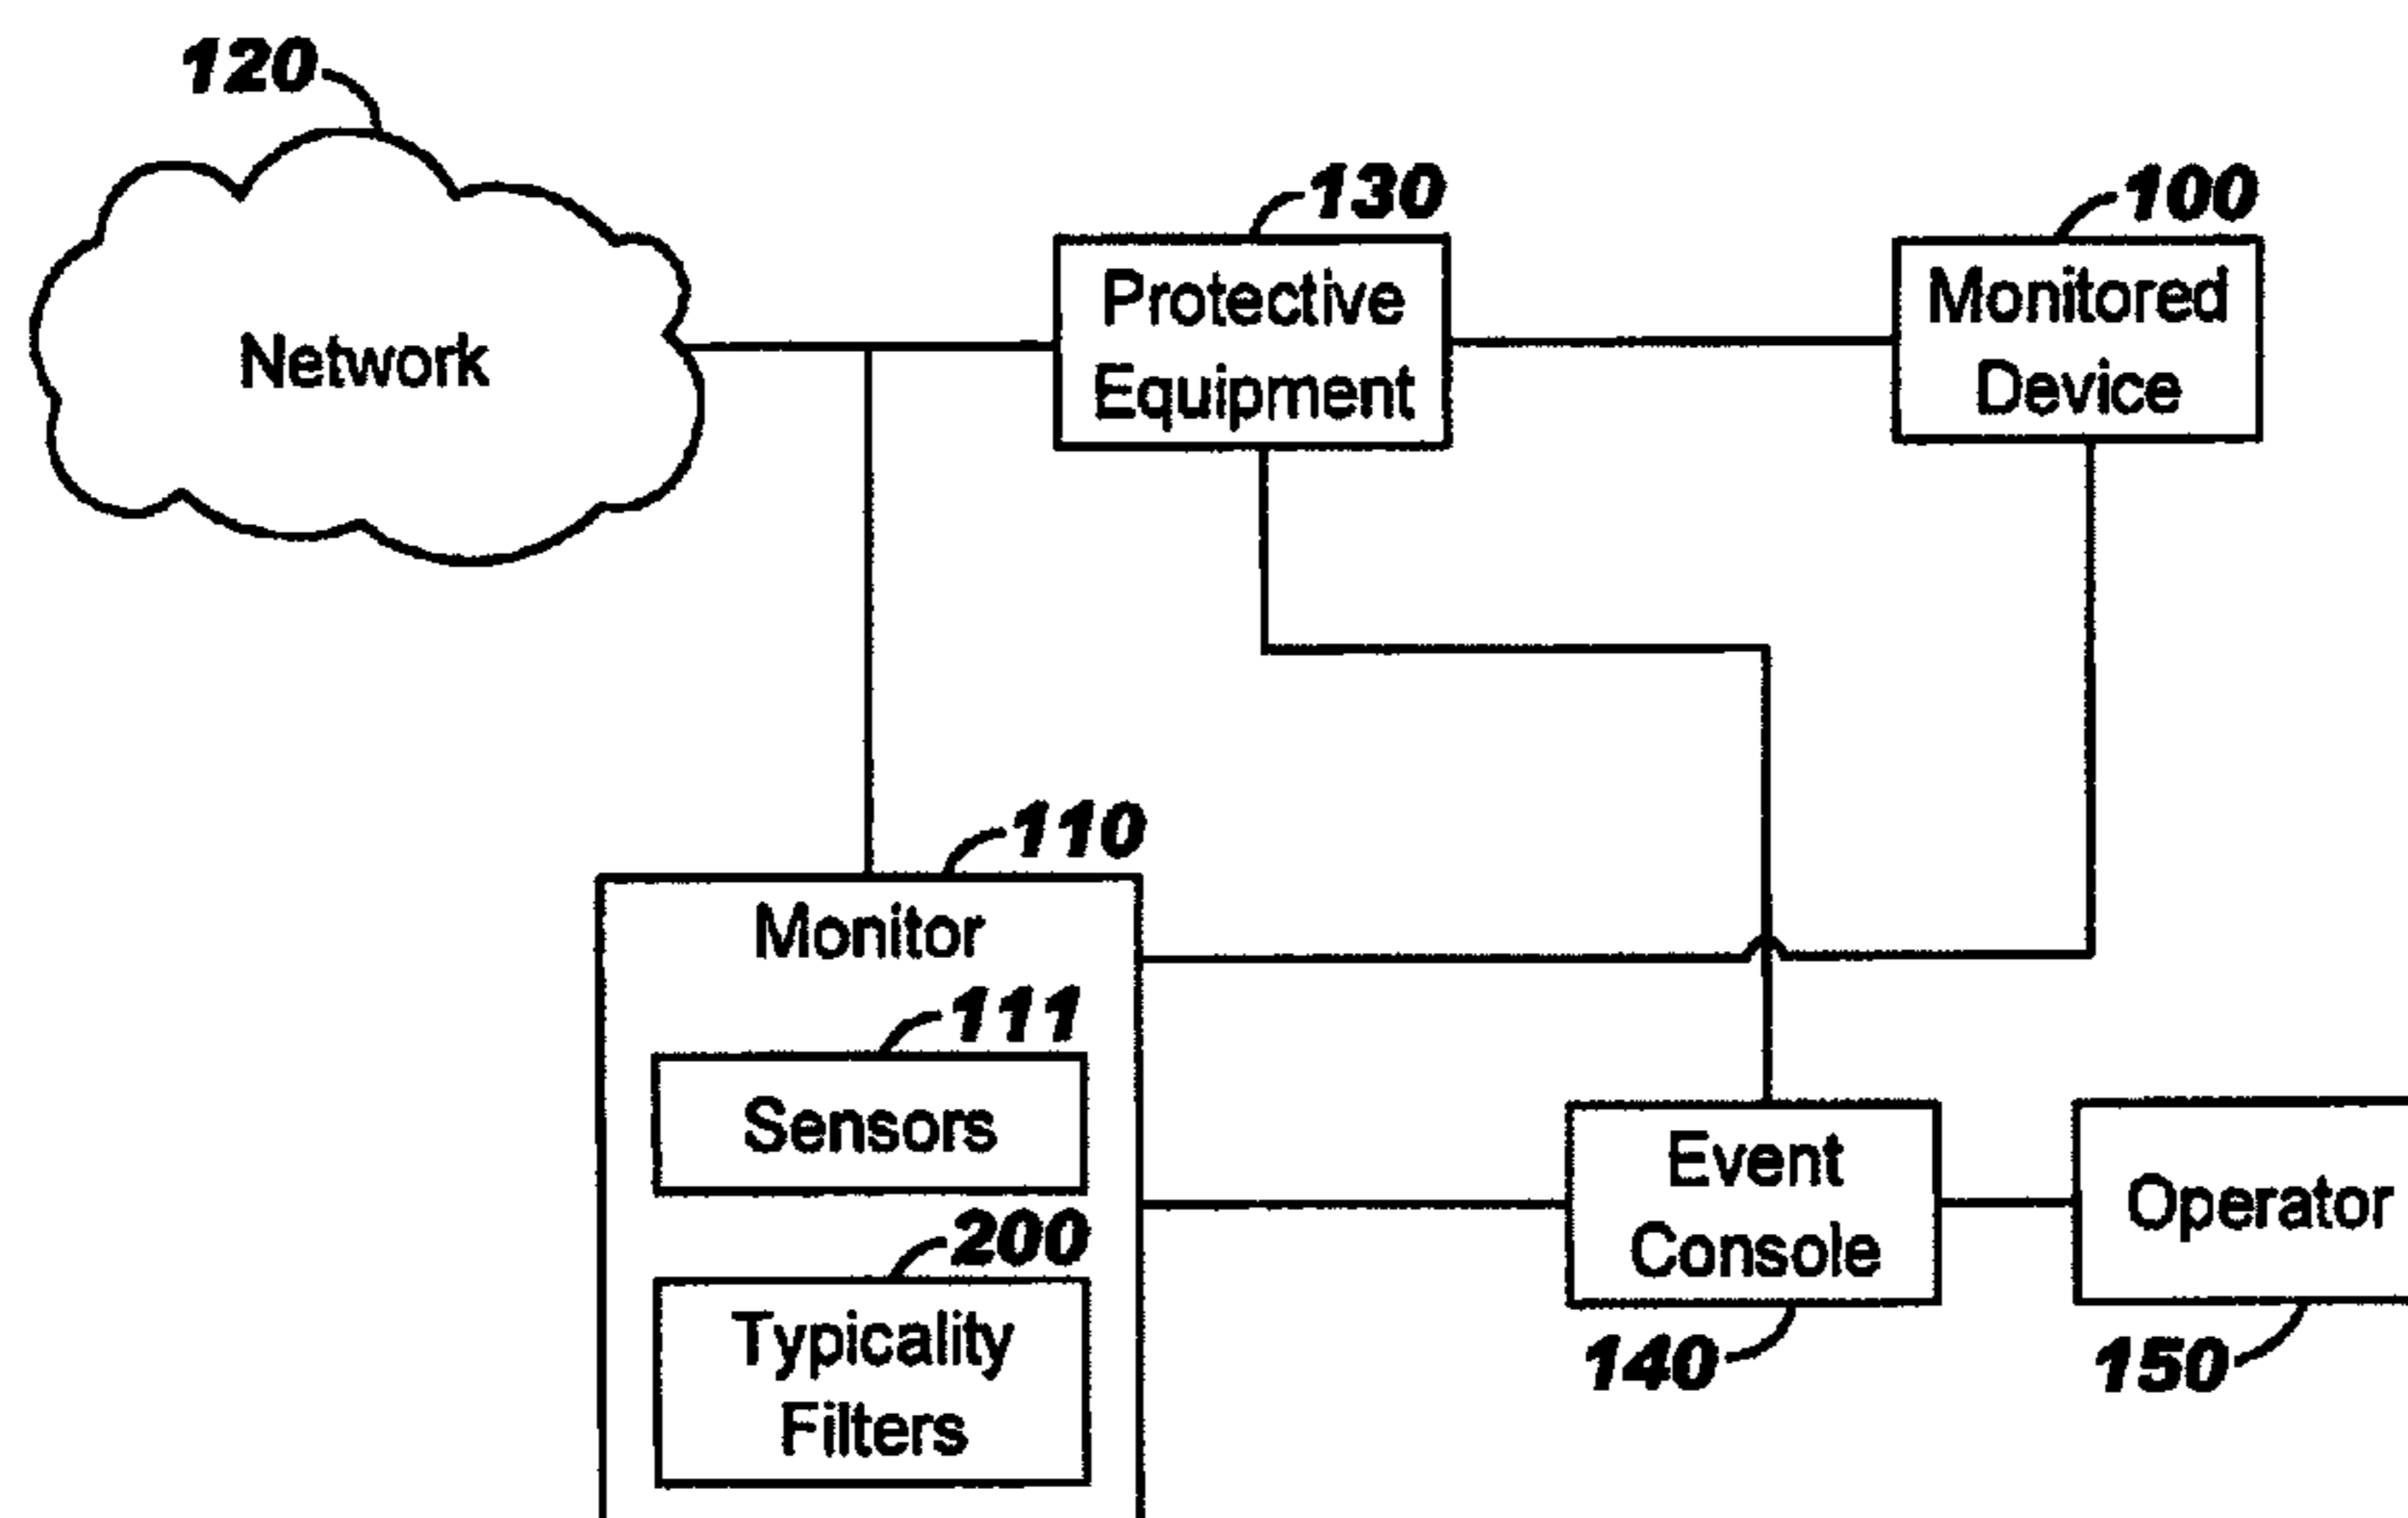 120
130
100
Network
Protective
Equipment
Monitored
Device
110
Monitor
111
Sensors
200
Typicality
Filters
Event
Console
140
Operator
150